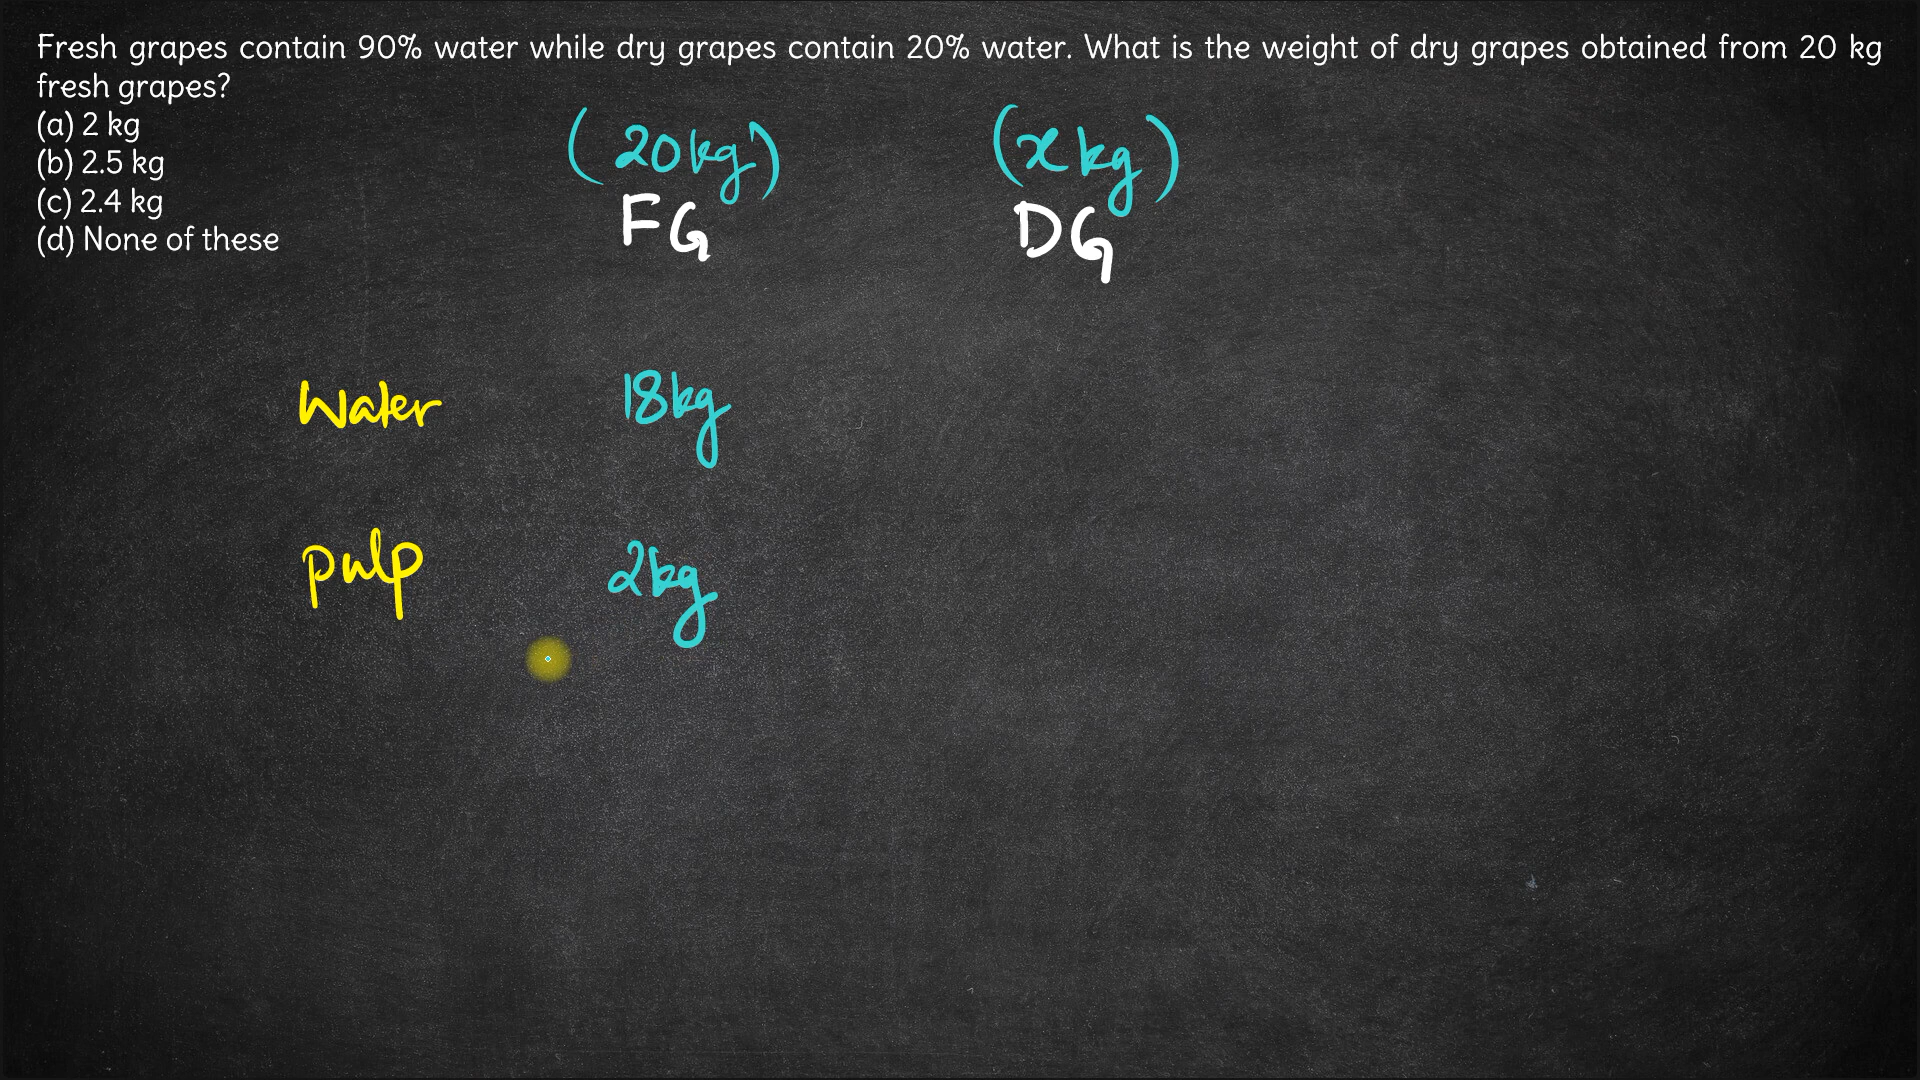 Fresh grapes contain 90% water while dry grapes contain 20% water. What is the weight of dry grapes obtained from 20 kg
fresh grapes?
(a) 2 kg
(b) 2.5 kg
(c) 2.4 kg
(d) None of these
(20kg) (x kg)
FG DG
Water 18kg
pulp 2kg